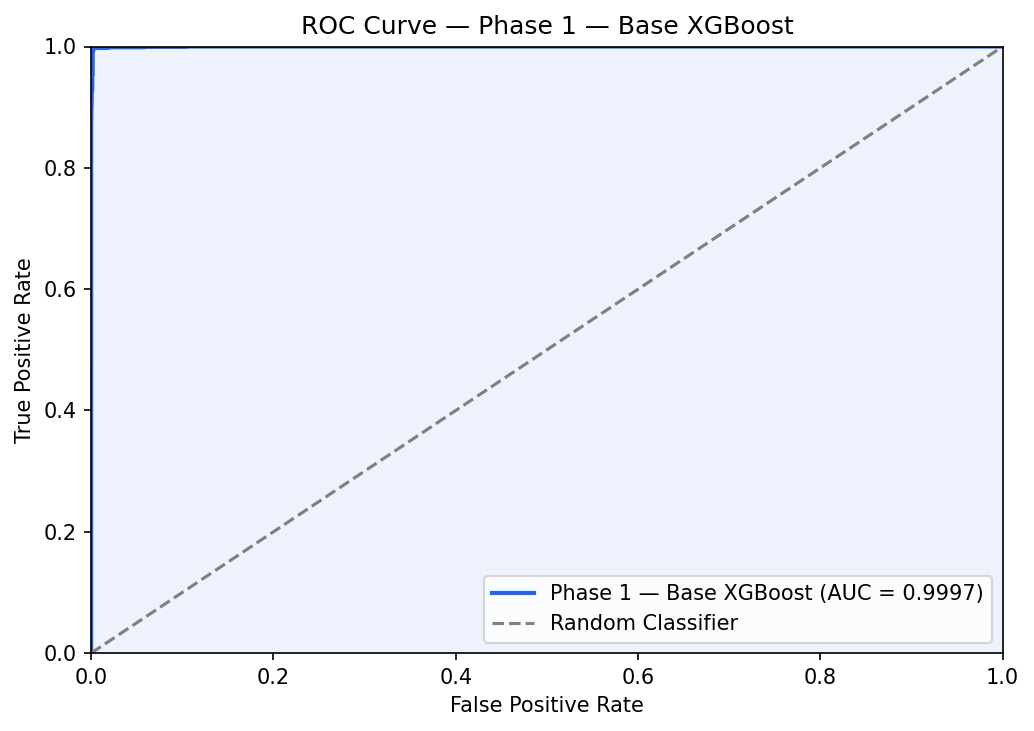 ROC Curve — Phase 1 — Base XGBoost
True Positive Rate
1.0
0.8
0.6
0.4
0.2
0.0
Phase 1 — Base XGBoost (AUC = 0.9997)
Random Classifier
0.0 0.2 0.4 0.6 0.8 1.0
False Positive Rate